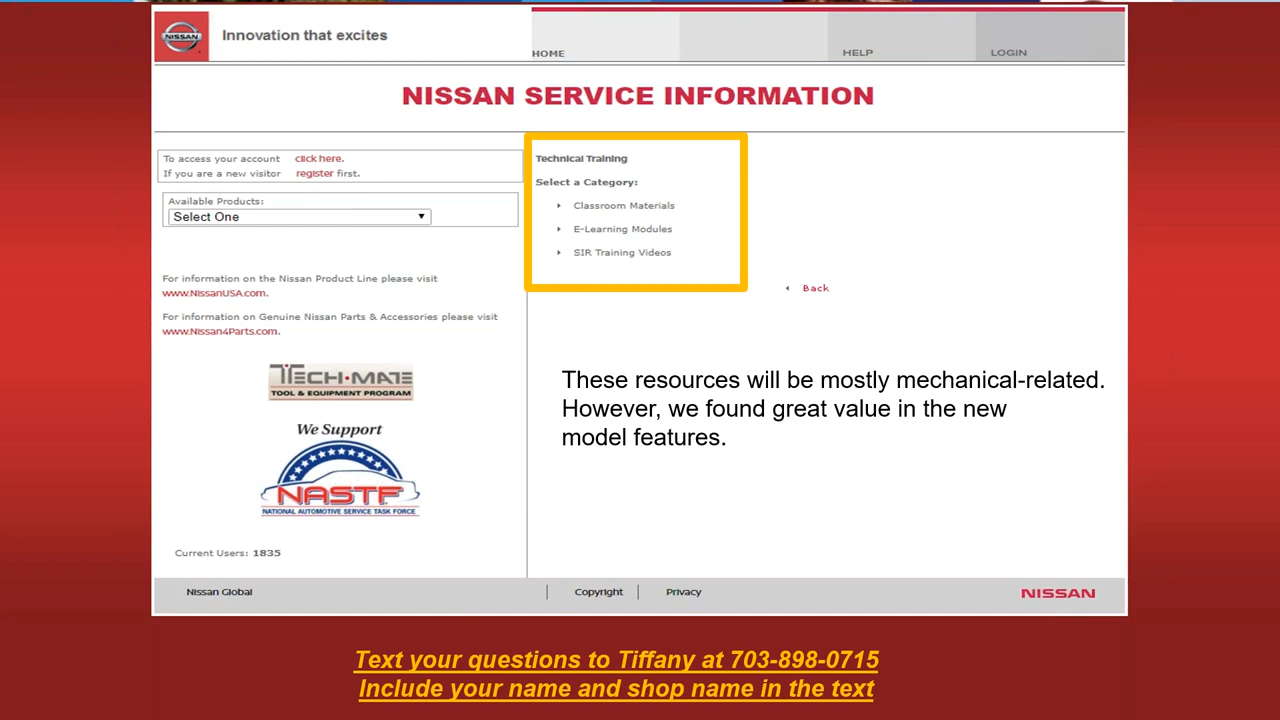 NISSAN
Innovation that excites
HOME
HELP
LOGIN
NISSAN SERVICE INFORMATION
To access your account click here.
If you are a new visitor register first.
Available Products:
Select One
Technical Training
Select a Category:
Classroom Materials
E-Learning Modules
SIR Training Videos
Back
For information on the Nissan Product Line please visit
www.NissanUSA.com.
For information on Genuine Nissan Parts & Accessories please visit
www.Nissan4Parts.com.
TECH-MATE
TOOL & EQUIPMENT PROGRAM
We Support
NASTF
NATIONAL AUTOMOTIVE SERVICE TASK FORCE
These resources will be mostly mechanical-related.
However, we found great value in the new
model features.
Current Users: 1835
Nissan Global
Copyright
Privacy
NISSAN
Text your questions to Tiffany at 703-898-0715
Include your name and shop name in the text